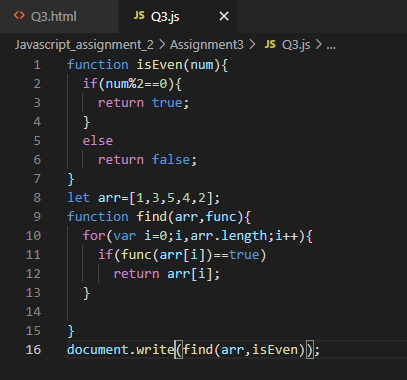 Q3.html
JS Q3.js ×
Javascript_assignment_2 > Assignment3 > JS Q3.js > ...
1 function isEven(num){
2   if(num%2==0){
3     return true;
4   }
5   else
6     return false;
7 }
8 let arr=[1,3,5,4,2];
9 function find(arr,func){
10   for(var i=0;i,arr.length;i++){
11     if(func(arr[i])==true)
12       return arr[i];
13   }
14
15 }
16 document.write(find(arr,isEven));